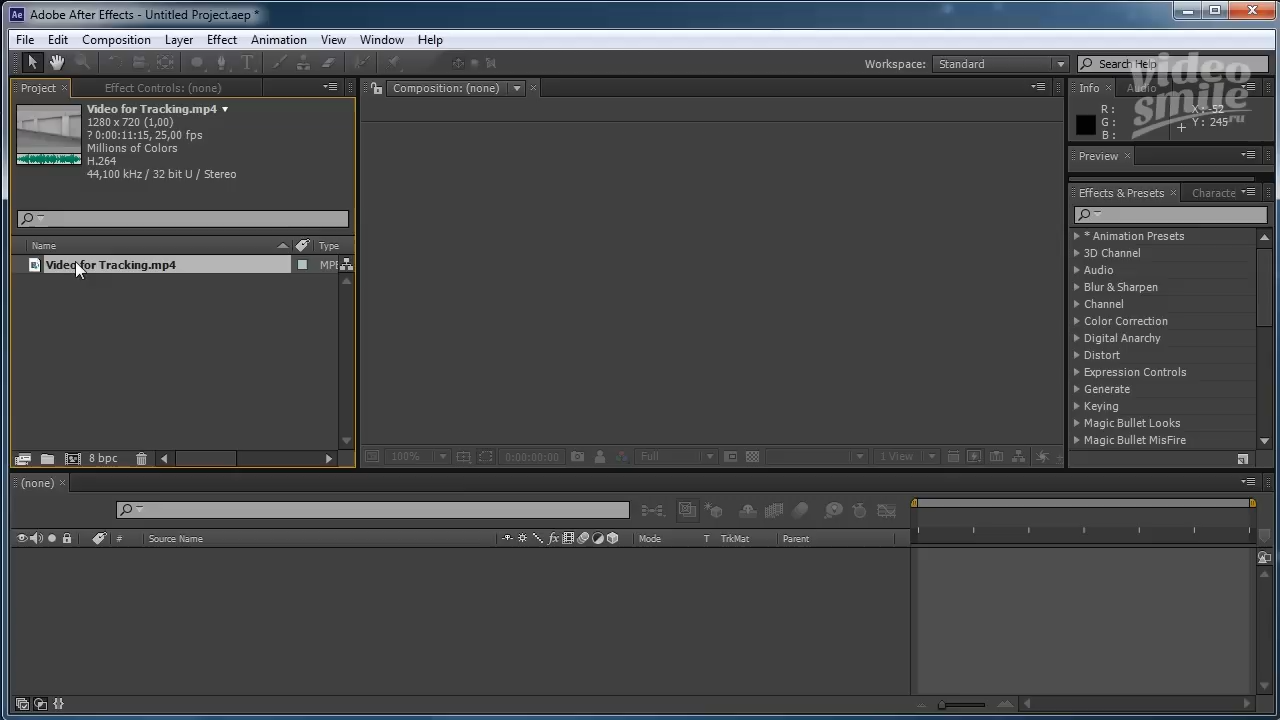 Adobe After Effects - Untitled Project.aep *
File Edit Composition Layer Effect Animation View Window Help
Workspace: Standard
Search Help
video
smile
.ru
Project Effect Controls: (none)
Video for Tracking.mp4
1280 x 720 (1,00)
? 0:00:11:15, 25,00 fps
Millions of Colors
H.264
44,100 kHz / 32 bit U / Stereo
Name Type
Video for Tracking.mp4 MPE
8 bpc
Composition: (none)
100% 0:00:00:00 Full 1 View
Info Audio
R :
G :
B :
X: -52
Y: 245
Preview
Effects & Presets Characte
* Animation Presets
3D Channel
Audio
Blur & Sharpen
Channel
Color Correction
Digital Anarchy
Distort
Expression Controls
Generate
Keying
Magic Bullet Looks
Magic Bullet MisFire
(none)
# Source Name fx Mode T TrkMat Parent